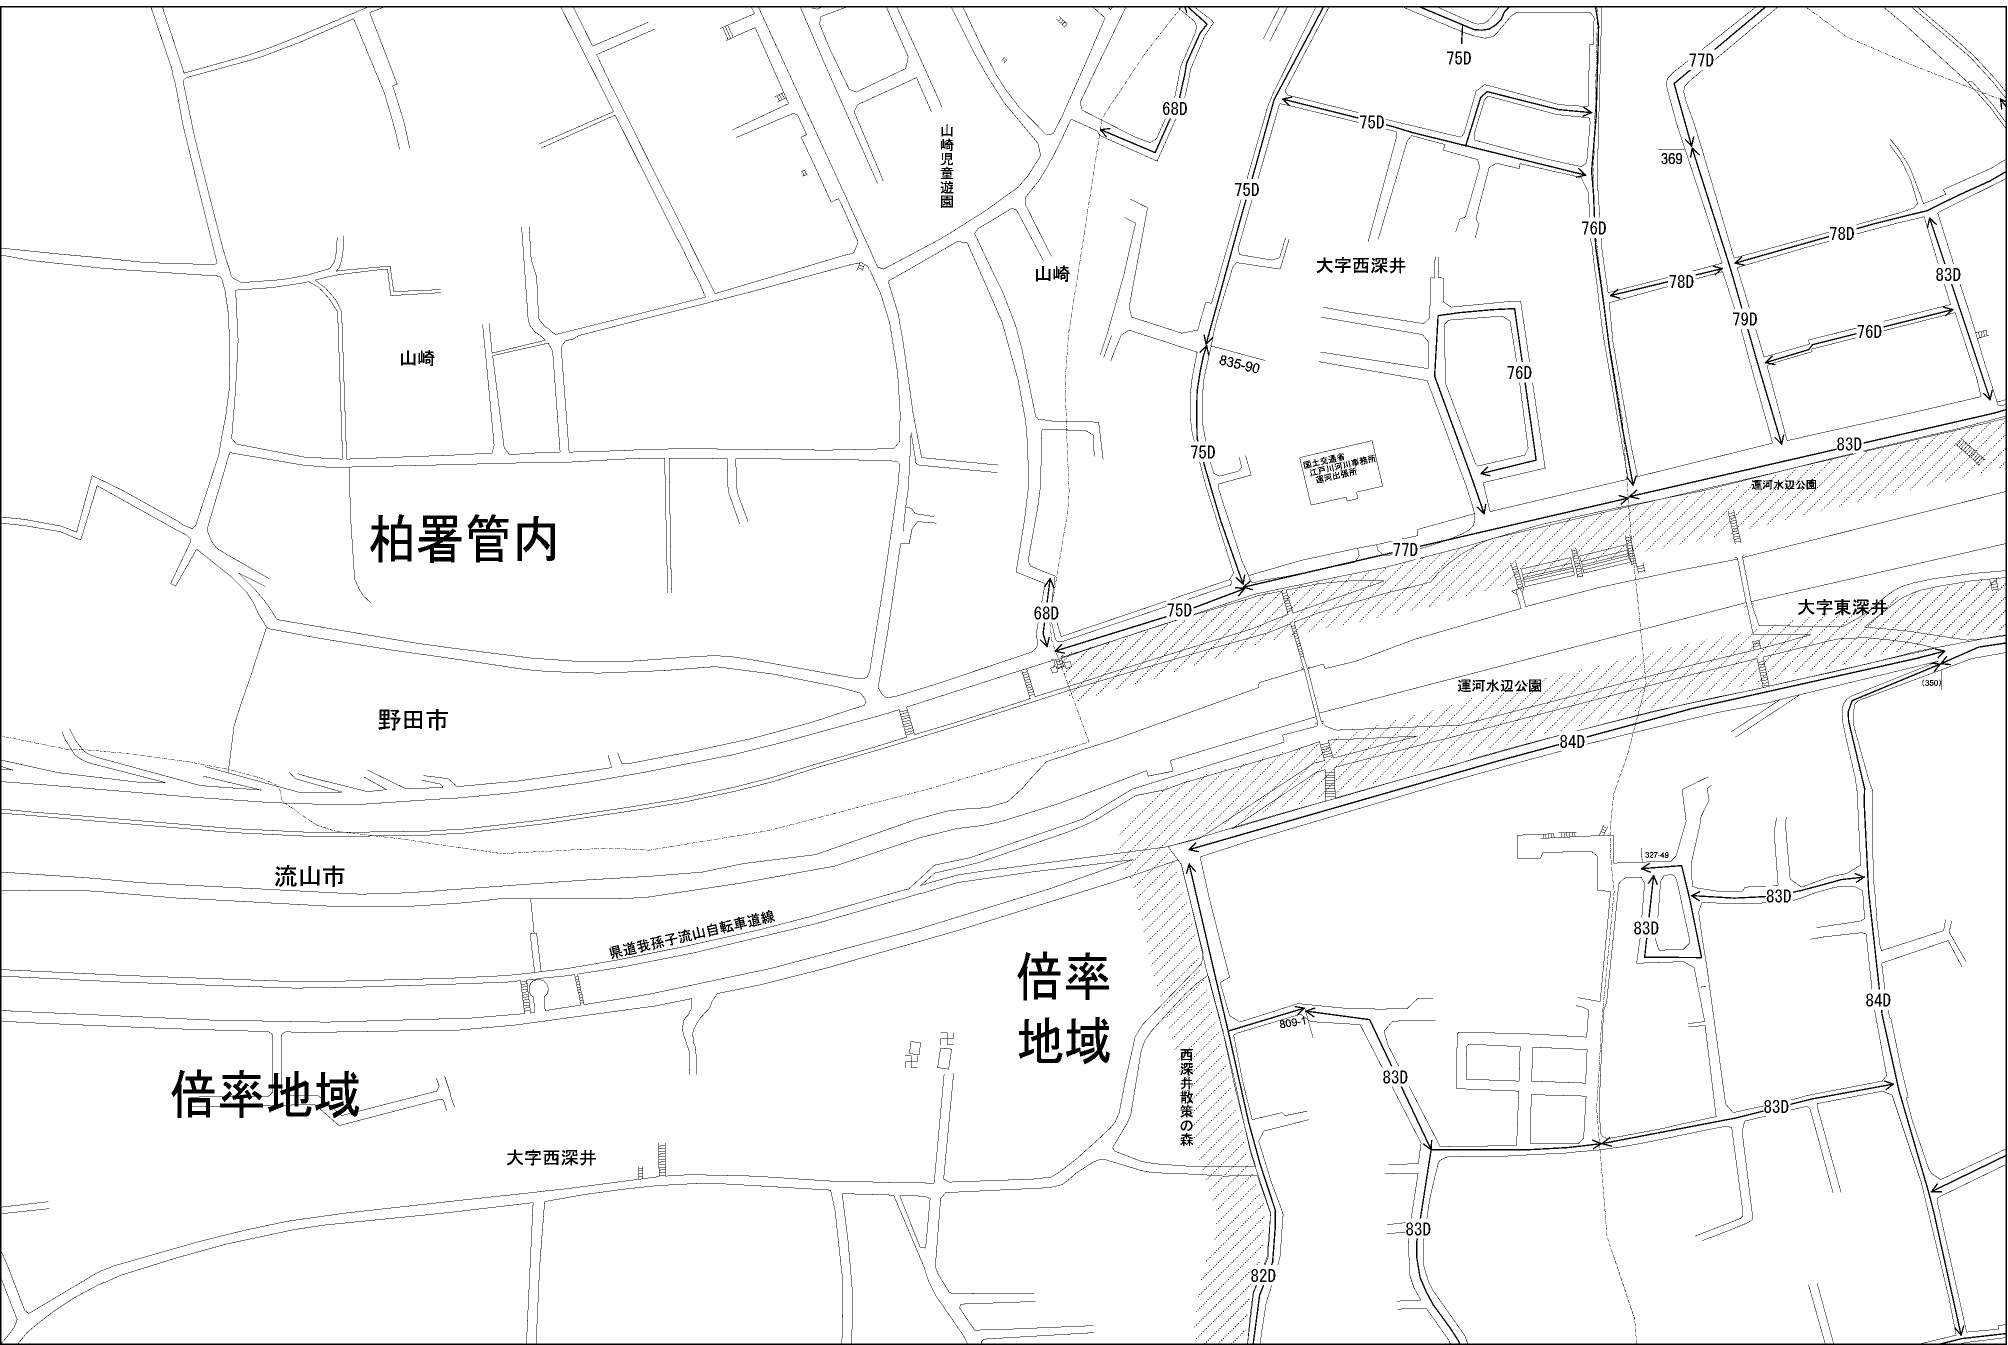 75D
77D
68D
75D
山崎児童遊園
369
75D
76D
78D
山崎
大字西深井
83D
78D
79D
76D
山崎
835-90
76D
83D
75D
国土交通省
江戸川河川事務所
運河出張所
運河水辺公園
柏署管内
77D
大字東深井
68D
75D
運河水辺公園
(350)
野田市
84D
流山市
327-49
83D
83D
県道我孫子流山自転車道線
倍率
地域
84D
809-1
西深井散策の森
83D
倍率地域
83D
大字西深井
83D
82D